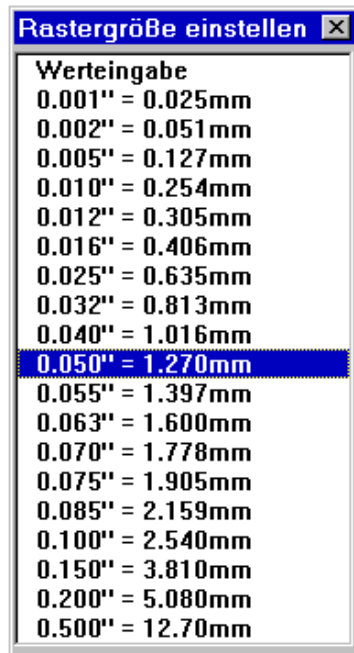 Rastergröße einstellen
Werteingabe
0.001'' = 0.025mm
0.002'' = 0.051mm
0.005'' = 0.127mm
0.010'' = 0.254mm
0.012'' = 0.305mm
0.016'' = 0.406mm
0.025'' = 0.635mm
0.032'' = 0.813mm
0.040'' = 1.016mm
0.050'' = 1.270mm
0.055'' = 1.397mm
0.063'' = 1.600mm
0.070'' = 1.778mm
0.075'' = 1.905mm
0.085'' = 2.159mm
0.100'' = 2.540mm
0.150'' = 3.810mm
0.200'' = 5.080mm
0.500'' = 12.70mm